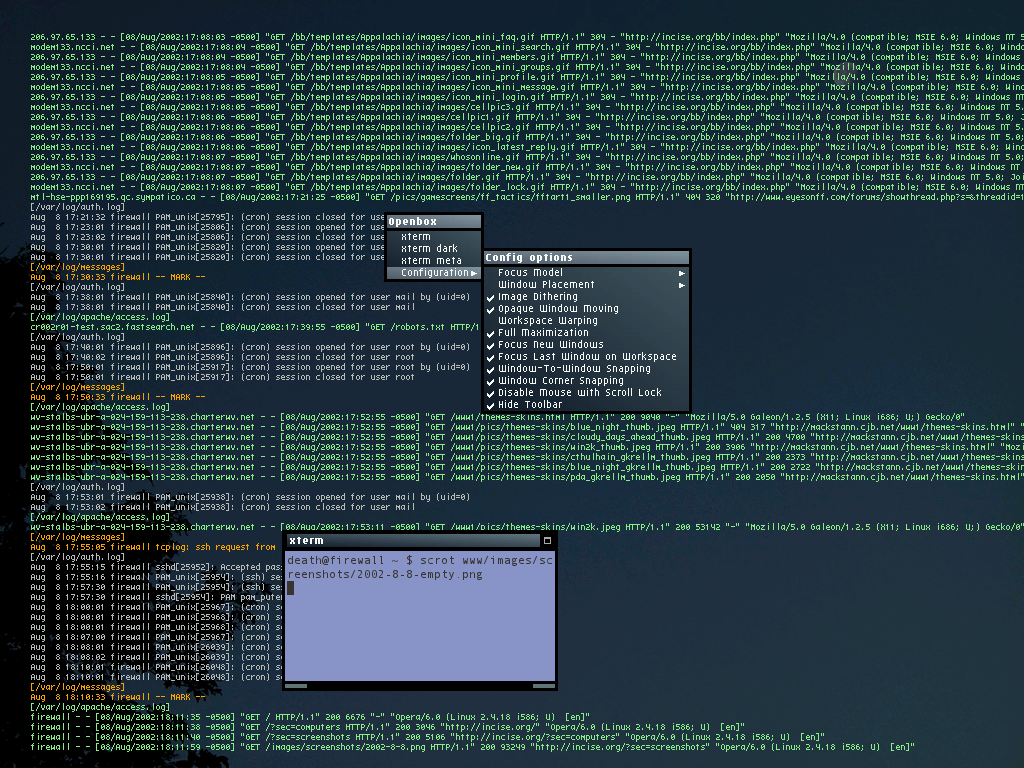 206.97.65.133 - - [08/Aug/2002:17:08:03 -0500] "GET /bb/templates/Appalachia/images/icon_mini_faq.gif HTTP/1.1" 304 - "http://incise.org/bb/index.php" "Mozilla/4.0 (compatible; MSIE 6.0; Windows NT 5
modem133.ncci.net - - [08/Aug/2002:17:08:04 -0500] "GET /bb/templates/Appalachia/images/icon_mini_search.gif HTTP/1.1" 304 - "http://incise.org/bb/index.php" "Mozilla/4.0 (compatible; MSIE 6.0; Windo
206.97.65.133 - - [08/Aug/2002:17:08:04 -0500] "GET /bb/templates/Appalachia/images/icon_mini_members.gif HTTP/1.1" 304 - "http://incise.org/bb/index.php" "Mozilla/4.0 (compatible; MSIE 6.0; Windows
modem133.ncci.net - - [08/Aug/2002:17:08:05 -0500] "GET /bb/templates/Appalachia/images/icon_mini_groups.gif HTTP/1.1" 304 - "http://incise.org/bb/index.php" "Mozilla/4.0 (compatible; MSIE 6.0; Windo
206.97.65.133 - - [08/Aug/2002:17:08:05 -0500] "GET /bb/templates/Appalachia/images/icon_mini_profile.gif HTTP/1.1" 304 - "http://incise.org/bb/index.php" "Mozilla/4.0 (compatible; MSIE 6.0; Windows
modem133.ncci.net - - [08/Aug/2002:17:08:05 -0500] "GET /bb/templates/Appalachia/images/icon_mini_message.gif HTTP/1.1" 304 - "http://incise.org/bb/index.php" "Mozilla/4.0 (compatible; MSIE 6.0; Wind
206.97.65.133 - - [08/Aug/2002:17:08:05 -0500] "GET /bb/templates/Appalachia/images/icon_mini_login.gif HTTP/1.1" 304 - "http://incise.org/bb/index.php" "Mozilla/4.0 (compatible; MSIE 6.0; Windows NT
modem133.ncci.net - - [08/Aug/2002:17:08:05 -0500] "GET /bb/templates/Appalachia/images/cellpic3.gif HTTP/1.1" 304 - "http://incise.org/bb/index.php" "Mozilla/4.0 (compatible; MSIE 6.0; Windows NT 5.
206.97.65.133 - - [08/Aug/2002:17:08:06 -0500] "GET /bb/templates/Appalachia/images/cellpic1.gif HTTP/1.1" 304 - "http://incise.org/bb/index.php" "Mozilla/4.0 (compatible; MSIE 6.0; Windows NT 5.0;
modem133.ncci.net - - [08/Aug/2002:17:08:06 -0500] "GET /bb/templates/Appalachia/images/cellpic2.gif HTTP/1.1" 304 - "http://incise.org/bb/index.php" "Mozilla/4.0 (compatible; MSIE 6.0; Windows NT 5.
206.97.65.133 - - [08/Aug/2002:17:08:06 -0500] "GET /bb/templates/Appalachia/images/folder_big.gif HTTP/1.1" 304 - "http://incise.org/bb/index.php" "Mozilla/4.0 (compatible; MSIE 6.0; Windows NT 5.0;
modem133.ncci.net - - [08/Aug/2002:17:08:06 -0500] "GET /bb/templates/Appalachia/images/icon_latest_reply.gif HTTP/1.1" 304 - "http://incise.org/bb/index.php" "Mozilla/4.0 (compatible; MSIE 6.0; Wind
206.97.65.133 - - [08/Aug/2002:17:08:07 -0500] "GET /bb/templates/Appalachia/images/whosonline.gif HTTP/1.1" 304 - "http://incise.org/bb/index.php" "Mozilla/4.0 (compatible; MSIE 6.0; Windows NT 5.0;
modem133.ncci.net - - [08/Aug/2002:17:08:07 -0500] "GET /bb/templates/Appalachia/images/folder_new.gif HTTP/1.1" 304 - "http://incise.org/bb/index.php" "Mozilla/4.0 (compatible; MSIE 6.0; Windows NT
206.97.65.133 - - [08/Aug/2002:17:08:07 -0500] "GET /bb/templates/Appalachia/images/folder.gif HTTP/1.1" 304 - "http://incise.org/bb/index.php" "Mozilla/4.0 (compatible; MSIE 6.0; Windows NT 5.0;
modem133.ncci.net - - [08/Aug/2002:17:08:07 -0500] "GET /bb/templates/Appalachia/images/folder_lock.gif HTTP/1.1" 304 - "http://incise.org/bb/index.php" "Mozilla/4.0 (compatible; MSIE 6.0; Windows NT
Mtl-hse-ppp169195.qc.sympatico.ca - - [08/Aug/2002:17:21:25 -0500] "GET /pics/gamescreens/ff_tactics/fftart1_smaller.png HTTP/1.1" 404 320 "http://www.eyesonff.com/forums/showthread.php?s=&threadid=
[/var/log/auth.log]
Aug  8 17:21:32 firewall PAM_unix[25795]: (cron) session closed for use
Aug  8 17:23:01 firewall PAM_unix[25806]: (cron) session opened for use
Aug  8 17:23:02 firewall PAM_unix[25806]: (cron) session closed for use
Aug  8 17:30:01 firewall PAM_unix[25820]: (cron) session opened for use
Aug  8 17:30:01 firewall PAM_unix[25820]: (cron) session closed for use
[/var/log/messages]
Aug  8 17:30:33 firewall -- MARK --
[/var/log/auth.log]
Aug  8 17:38:01 firewall PAM_unix[25840]: (cron) session opened for user mail by (uid=0)
Aug  8 17:38:01 firewall PAM_unix[25840]: (cron) session closed for user mail
[/var/log/apache/access.log]
cr002r01-test.sac2.fastsearch.net - - [08/Aug/2002:17:39:55 -0500] "GET /robots.txt HTTP/1
[/var/log/auth.log]
Aug  8 17:40:01 firewall PAM_unix[25896]: (cron) session opened for user root by (uid=0)
Aug  8 17:40:02 firewall PAM_unix[25896]: (cron) session closed for user root
Aug  8 17:50:01 firewall PAM_unix[25917]: (cron) session opened for user root by (uid=0)
Aug  8 17:50:01 firewall PAM_unix[25917]: (cron) session closed for user root
[/var/log/messages]
Aug  8 17:50:33 firewall -- MARK --
[/var/log/apache/access.log]
wv-stalbs-ubr-a-024-159-113-238.charterwv.net - - [08/Aug/2002:17:52:55 -0500] "GET /www1/themes-skins.html HTTP/1.1" 200 9040 "-" "Mozilla/5.0 Galeon/1.2.5 (X11; Linux i686; U;) Gecko/0"
wv-stalbs-ubr-a-024-159-113-238.charterwv.net - - [08/Aug/2002:17:52:55 -0500] "GET /www1/pics/themes-skins/blue_night_thumb.jpeg HTTP/1.1" 404 317 "http://mackstann.cjb.net/www1/themes-skins.html"
wv-stalbs-ubr-a-024-159-113-238.charterwv.net - - [08/Aug/2002:17:52:55 -0500] "GET /www1/pics/themes-skins/cloudy_days_ahead_thumb.jpeg HTTP/1.1" 200 4700 "http://mackstann.cjb.net/www1/themes-skins
wv-stalbs-ubr-a-024-159-113-238.charterwv.net - - [08/Aug/2002:17:52:55 -0500] "GET /www1/pics/themes-skins/win2k_thumb.jpeg HTTP/1.1" 200 3906 "http://mackstann.cjb.net/www1/themes-skins.html" "Moz
wv-stalbs-ubr-a-024-159-113-238.charterwv.net - - [08/Aug/2002:17:52:55 -0500] "GET /www1/pics/themes-skins/cthulhain_gkrellm_thumb.jpeg HTTP/1.1" 200 2373 "http://mackstann.cjb.net/www1/themes-skins
wv-stalbs-ubr-a-024-159-113-238.charterwv.net - - [08/Aug/2002:17:52:55 -0500] "GET /www1/pics/themes-skins/blue_night_gkrellm_thumb.jpeg HTTP/1.1" 200 2722 "http://mackstann.cjb.net/www1/themes-skin
wv-stalbs-ubr-a-024-159-113-238.charterwv.net - - [08/Aug/2002:17:52:55 -0500] "GET /www1/pics/themes-skins/pda_gkrellm_thumb.jpeg HTTP/1.1" 200 2050 "http://mackstann.cjb.net/www1/themes-skins.html"
[/var/log/auth.log]
Aug  8 17:53:01 firewall PAM_unix[25938]: (cron) session opened for user mail by (uid=0)
Aug  8 17:53:02 firewall PAM_unix[25938]: (cron) session closed for user mail
[/var/log/apache/access.log]
wv-stalbs-ubr-a-024-159-113-238.charterwv.net - - [08/Aug/2002:17:53:11 -0500] "GET /www1/pics/themes-skins/win2k.jpeg HTTP/1.1" 200 53142 "-" "Mozilla/5.0 Galeon/1.2.5 (X11; Linux i686; U;) Gecko/0"
[/var/log/messages]
Aug  8 17:55:05 firewall tcplog: ssh request from
[/var/log/auth.log]
Aug  8 17:55:15 firewall sshd[25952]: Accepted pas
Aug  8 17:55:16 firewall PAM_unix[25954]: (ssh) se
Aug  8 17:57:30 firewall PAM_unix[25954]: (ssh) se
Aug  8 17:57:30 firewall sshd[25954]: PAM pam_pute
Aug  8 18:00:01 firewall PAM_unix[25967]: (cron) s
Aug  8 18:00:01 firewall PAM_unix[25968]: (cron) s
Aug  8 18:00:01 firewall PAM_unix[25968]: (cron) s
Aug  8 18:07:00 firewall PAM_unix[25967]: (cron) s
Aug  8 18:08:01 firewall PAM_unix[26039]: (cron) s
Aug  8 18:08:02 firewall PAM_unix[26039]: (cron) s
Aug  8 18:10:01 firewall PAM_unix[26048]: (cron) s
Aug  8 18:10:01 firewall PAM_unix[26048]: (cron) s
[/var/log/messages]
Aug  8 18:10:33 firewall -- MARK --
[/var/log/apache/access.log]
firewall - - [08/Aug/2002:18:11:35 -0500] "GET / HTTP/1.1" 200 6676 "-" "Opera/6.0 (Linux 2.4.18 i586; U)  [en]"
firewall - - [08/Aug/2002:18:11:38 -0500] "GET /?sec=computers HTTP/1.1" 200 3046 "http://incise.org/" "Opera/6.0 (Linux 2.4.18 i586; U)  [en]"
firewall - - [08/Aug/2002:18:11:40 -0500] "GET /?sec=screenshots HTTP/1.1" 200 5106 "http://incise.org/?sec=computers" "Opera/6.0 (Linux 2.4.18 i586; U)  [en]"
firewall - - [08/Aug/2002:18:11:59 -0500] "GET /images/screenshots/2002-8-8.png HTTP/1.1" 200 93249 "http://incise.org/?sec=screenshots" "Opera/6.0 (Linux 2.4.18 i586; U)  [en]"
Openbox
xterm
xterm dark
xterm meta
Configuration
Config options
Focus Model
Window Placement
Image Dithering
Opaque Window Moving
Workspace Warping
Full Maximization
Focus New Windows
Focus Last Window on Workspace
Window-To-Window Snapping
Window Corner Snapping
Disable Mouse with Scroll Lock
Hide Toolbar
xterm
death@firewall ~ $ scrot www/images/sc
reenshots/2002-8-8-empty.png